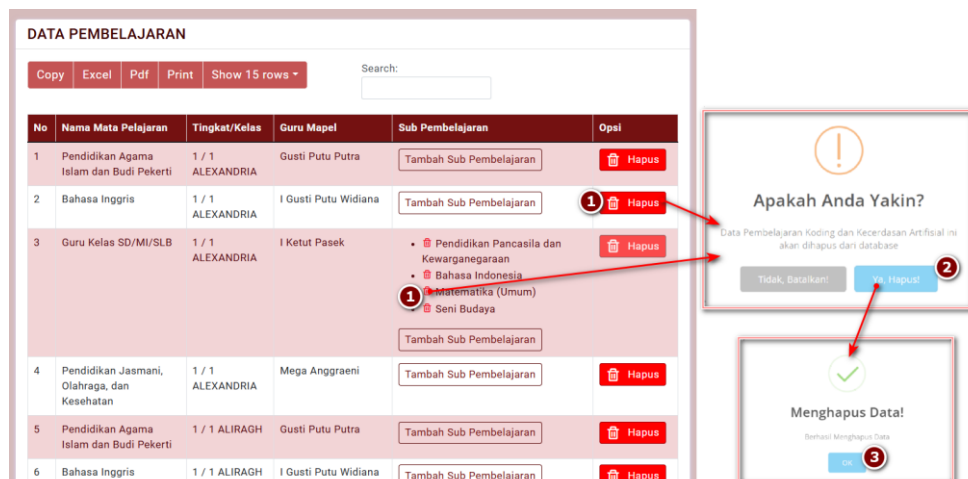 DATA PEMBELAJARAN
Copy Excel Pdf Print Show 15 rows
Search:
No Nama Mata Pelajaran Tingkat/Kelas Guru Mapel Sub Pembelajaran Opsi
1 Pendidikan Agama 1 / 1 Gusti Putu Putra Tambah Sub Pembelajaran Hapus
Islam dan Budi Pekerti ALEXANDRIA
2 Bahasa Inggris 1 / 1 I Gusti Putu Widiana Tambah Sub Pembelajaran 1 Hapus
ALEXANDRIA
3 Guru Kelas SD/MI/SLB 1 / 1 I Ketut Pasek • Pendidikan Pancasila dan Hapus
ALEXANDRIA Kewarganegaraan
• Bahasa Indonesia
1 Matematika (Umum)
• Seni Budaya
Tambah Sub Pembelajaran
4 Pendidikan Jasmani, 1 / 1 Mega Anggraeni Tambah Sub Pembelajaran Hapus
Olahraga, dan ALEXANDRIA
Kesehatan
5 Pendidikan Agama 1 / 1 ALIRAGH Gusti Putu Putra Tambah Sub Pembelajaran Hapus
Islam dan Budi Pekerti
6 Bahasa Inggris 1 / 1 ALIRAGH I Gusti Putu Widiana Tambah Sub Pembelajaran Hapus
Apakah Anda Yakin?
Data Pembelajaran Koding dan Kecerdasan Artifisial ini
akan dihapus dari database
Tidak, Batalkan! Ya, Hapus! 2
Menghapus Data!
Berhasil Menghapus Data
OK 3